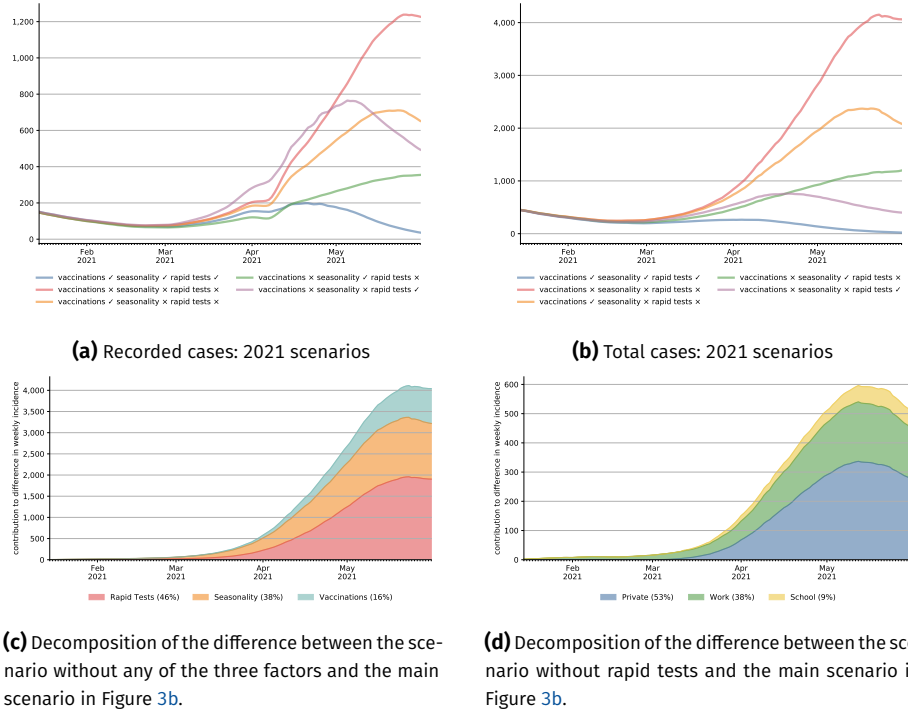 1,200
1,000
800
600
400
200
0
Feb
2021
Mar
2021
Apr
2021
May
2021
vaccinations ✓ seasonality ✓ rapid tests ✓
vaccinations × seasonality × rapid tests ×
vaccinations ✓ seasonality × rapid tests ×
vaccinations × seasonality ✓ rapid tests ×
vaccinations × seasonality × rapid tests ✓
(a) Recorded cases: 2021 scenarios
4,000
3,000
2,000
1,000
0
Feb
2021
Mar
2021
Apr
2021
May
2021
vaccinations ✓ seasonality ✓ rapid tests ✓
vaccinations × seasonality × rapid tests ×
vaccinations ✓ seasonality × rapid tests ×
vaccinations × seasonality ✓ rapid tests ×
vaccinations × seasonality × rapid tests ✓
(b) Total cases: 2021 scenarios
contribution to difference in weekly incidence
4,000
3,500
3,000
2,500
2,000
1,500
1,000
500
0
Feb
2021
Mar
2021
Apr
2021
May
2021
Rapid Tests (46%) Seasonality (38%) Vaccinations (16%)
(c) Decomposition of the difference between the sce-
nario without any of the three factors and the main
scenario in Figure 3b.
contribution to difference in weekly incidence
600
500
400
300
200
100
0
Feb
2021
Mar
2021
Apr
2021
May
2021
Private (53%) Work (38%) School (9%)
(d) Decomposition of the difference between the sce
nario without rapid tests and the main scenario i
Figure 3b.